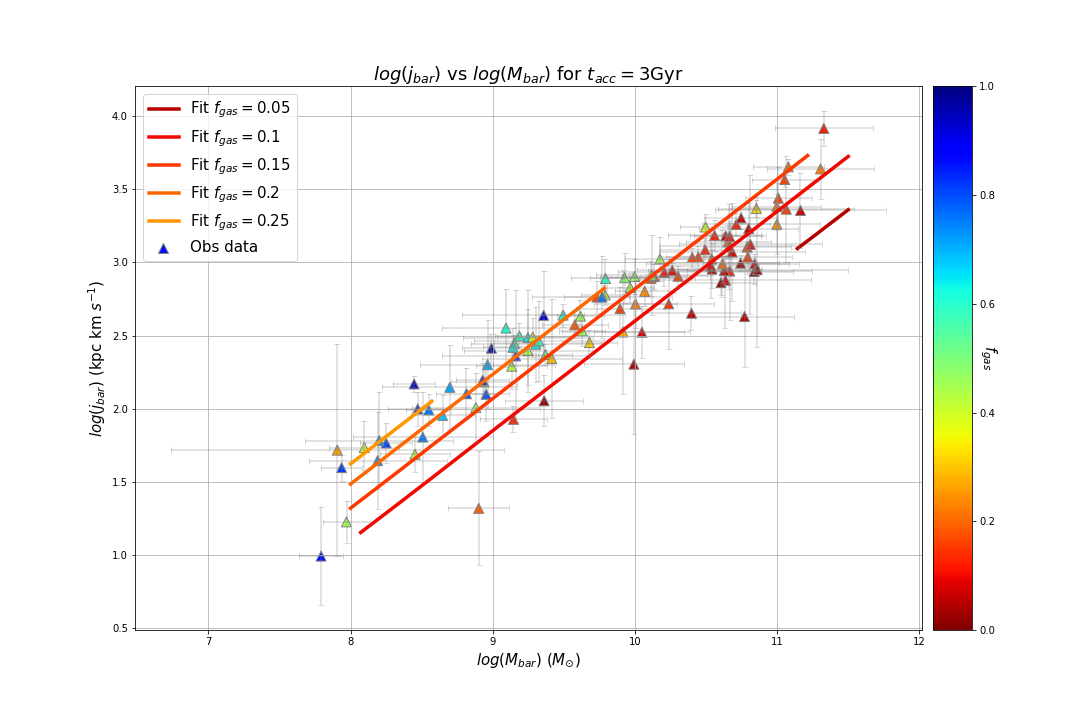 log(j_bar) vs log(M_bar) for t_acc = 3Gyr
Fit f_gas = 0.05
Fit f_gas = 0.1
Fit f_gas = 0.15
Fit f_gas = 0.2
Fit f_gas = 0.25
Obs data
log(j_bar) (kpc km s⁻¹)
4.0
3.5
3.0
2.5
2.0
1.5
1.0
0.5
7
8
9
10
11
12
log(M_bar) (M_⊙)
1.0
0.8
0.6
0.4
0.2
0.0
f_gas